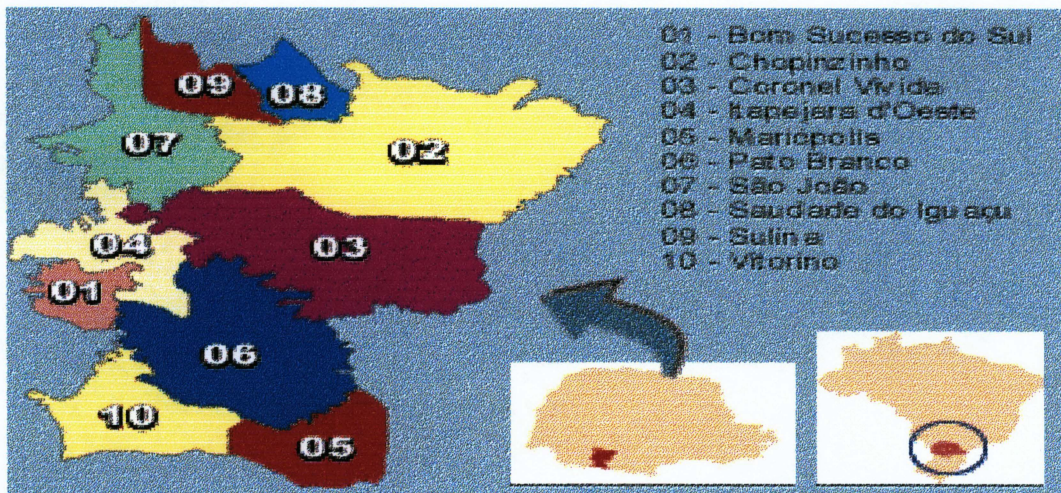 01 - Bom Sucesso do Sul
02 - Chopinzinho
03 - Coronel Vivida
04 - Itapejara d'Oeste
05 - Mariópolis
06 - Pato Branco
07 - São João
08 - Saudade do Iguaçu
09 - Sulina
10 - Vitorino
09
08
07
02
04
03
01
06
10
05